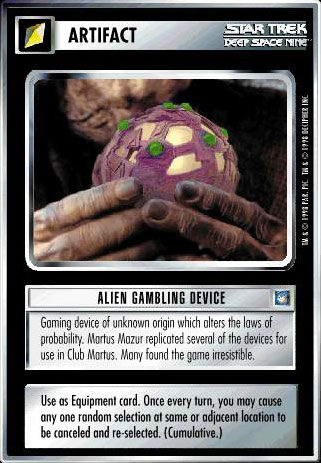 ARTIFACT
STAR TREK
DEEP SPACE NINE
TM & © 1998 PAR. PIC. TM & © 1998 DECIPHER INC.
ALIEN GAMBLING DEVICE
Gaming device of unknown origin which alters the laws of
probability. Martus Mazur replicated several of the devices for
use in Club Martus. Many found the game irresistible.
Use as Equipment card. Once every turn, you may cause
any one random selection at same or adjacent location to
be canceled and re-selected. (Cumulative.)